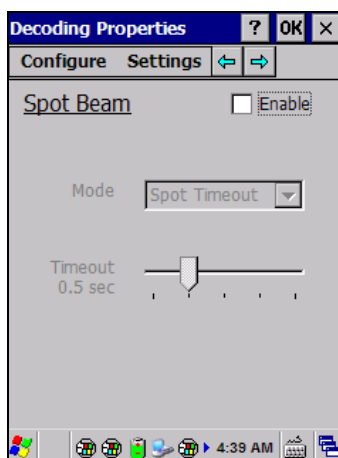 Decoding Properties ? OK ×
Configure Settings
Spot Beam Enable
Mode Spot Timeout
Timeout
0.5 sec
4:39 AM